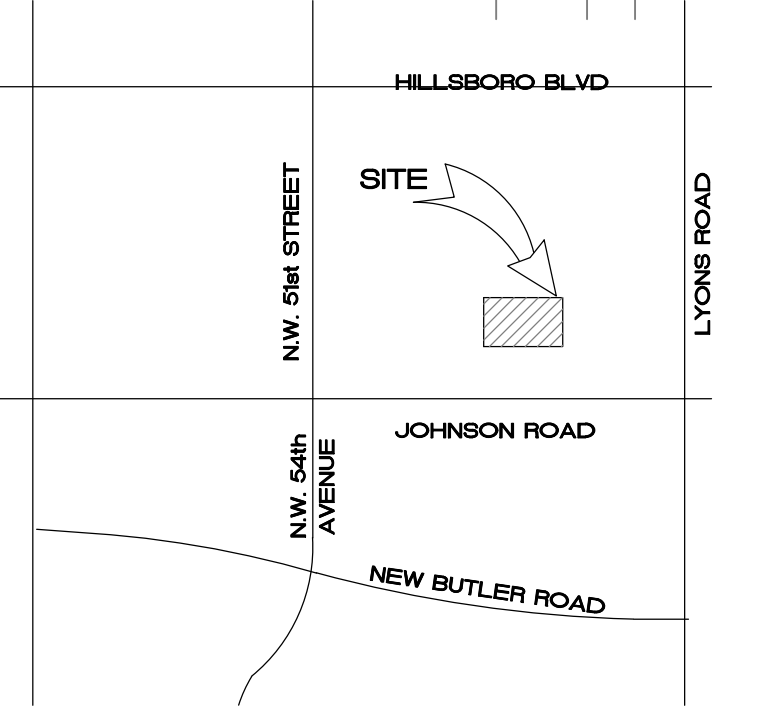 HILLSBORO BLVD
SITE
N.W. 51st STREET
LYONS ROAD
JOHNSON ROAD
N.W. 54th
AVENUE
NEW BUTLER ROAD